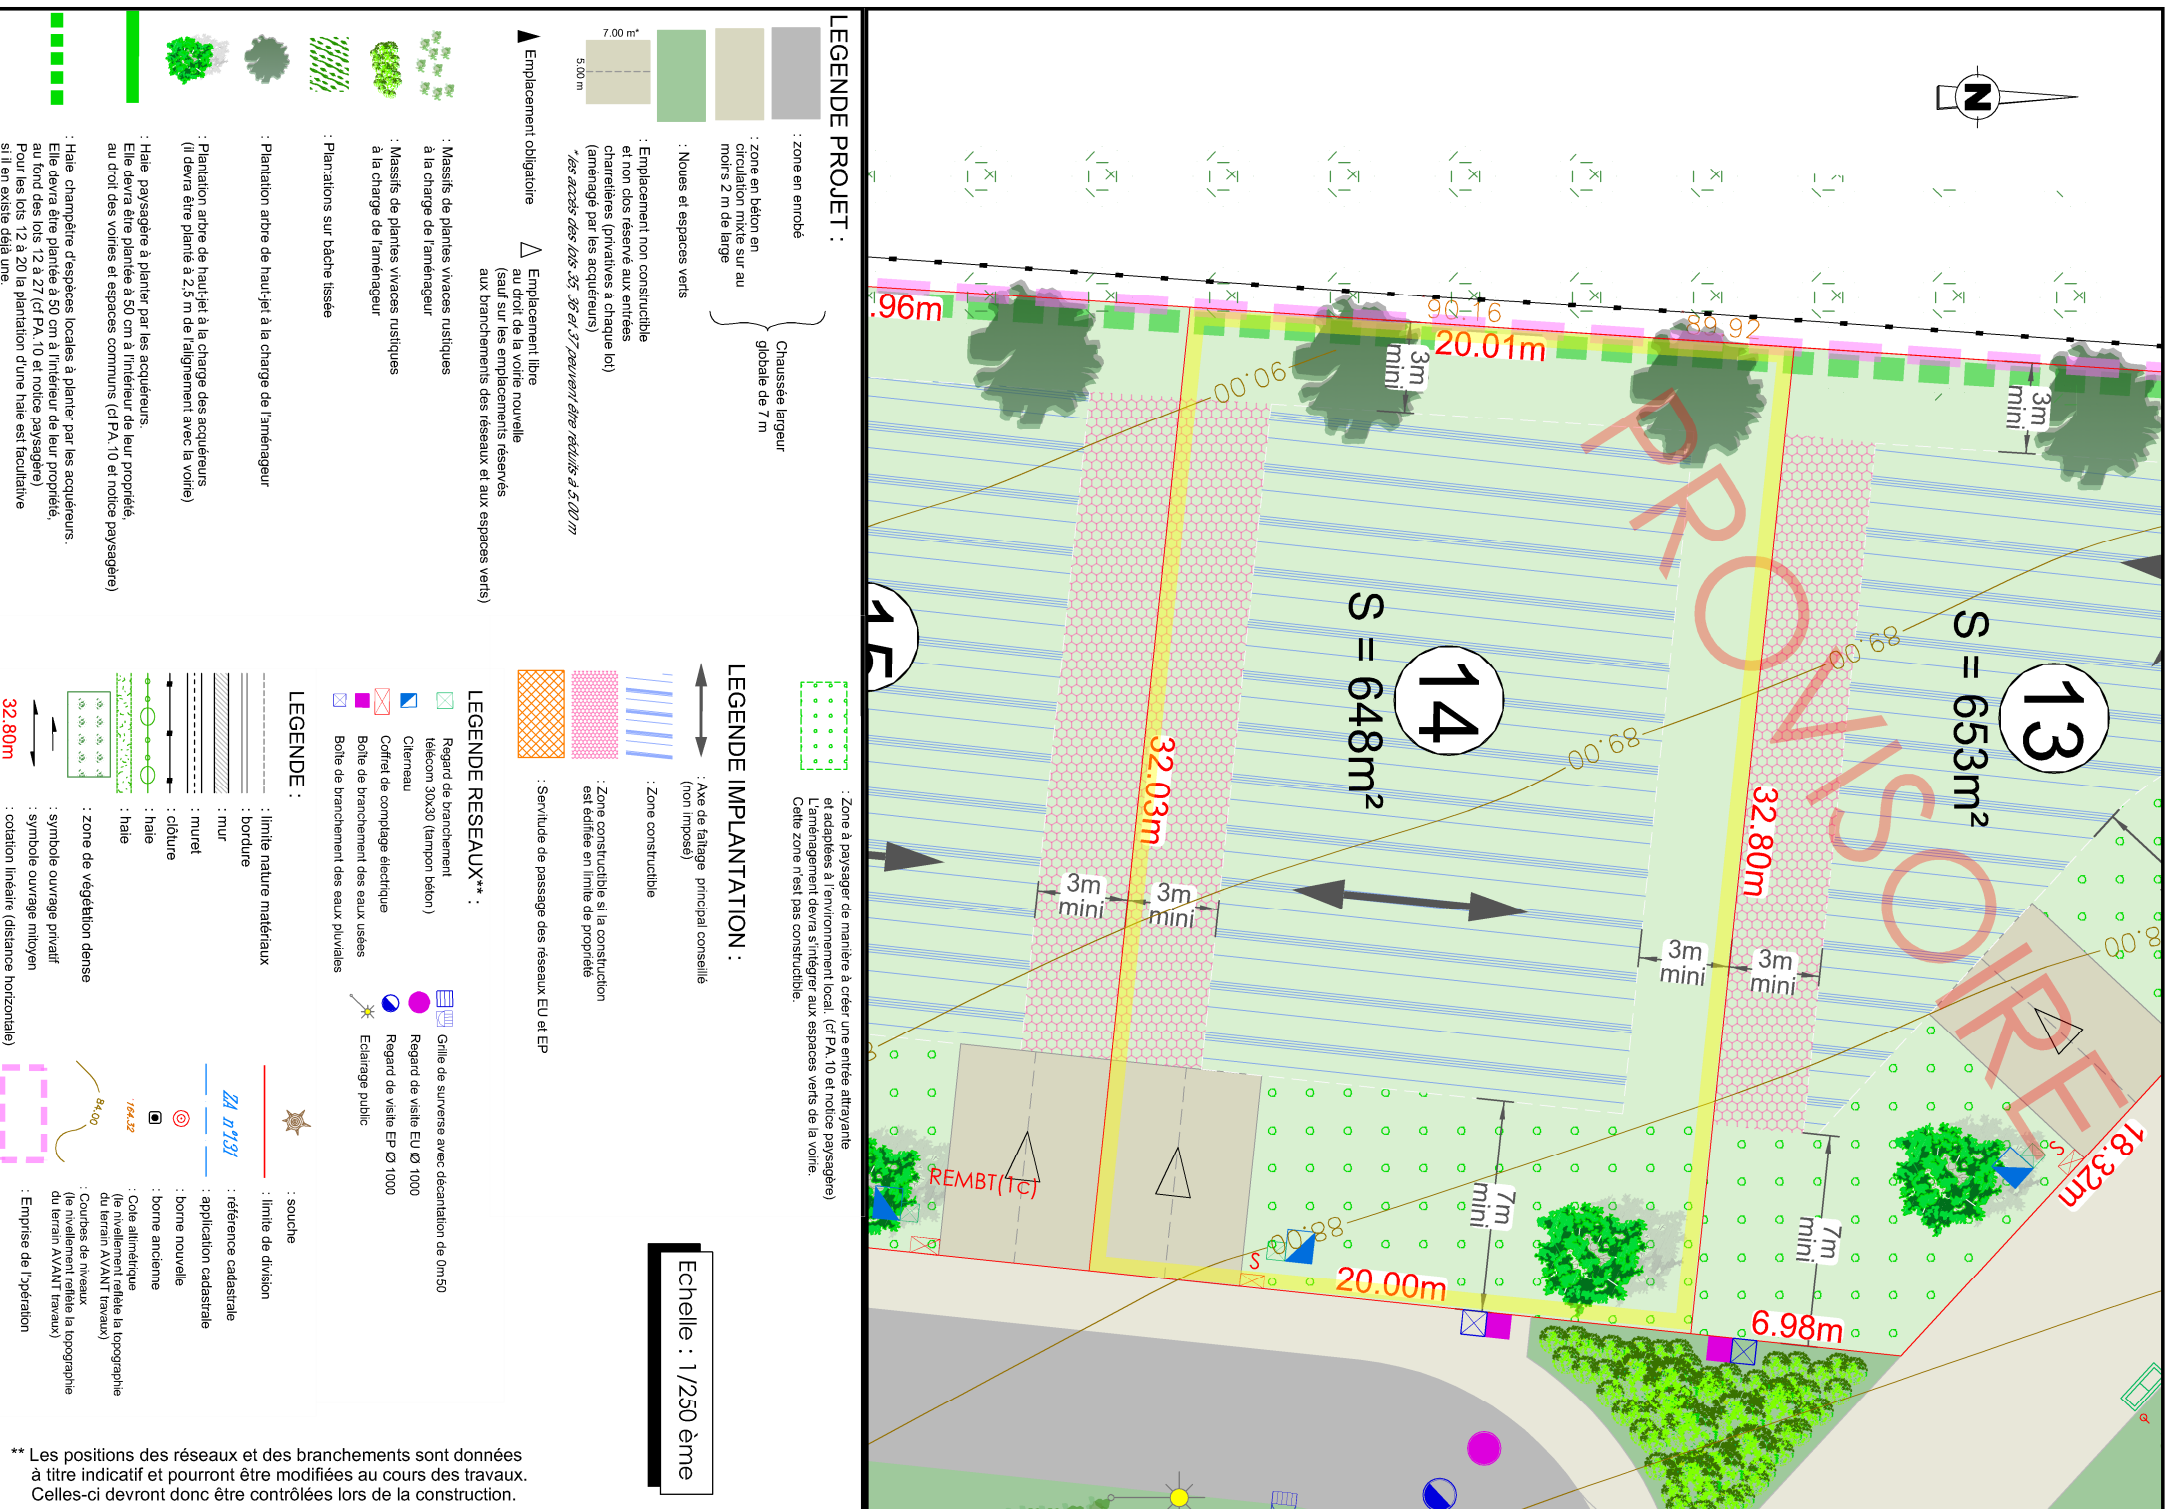 LEGENDE PROJET :
: zone en enrobé
: zone en béton en
circulation mixte sur au
moins 2 m de large
Chaussée largeur
globale de 7 m
: Noues et espaces verts
7.00 m*
5.00 m
: Emplacement non constructible
et non clos réservé aux entrées
charretières (privatives à chaque lot)
(aménagé par les acquéreurs)
*les accès des lots 35, 36 et 37 peuvent être réduits à 5.00 m
Emplacement obligatoire
Emplacement libre
au droit de la voirie nouvelle
(sauf sur les emplacements réservés
aux branchements des réseaux et aux espaces verts)
: Massifs de plantes vivaces rustiques
à la charge de l'aménageur
: Massifs de plantes vivaces rustiques
à la charge de l'aménageur
: Plantations sur bâche tissée
: Plantation arbre de haut-jet à la charge de l'aménageur
: Plantation arbre de haut-jet à la charge des acquéreurs
(il devra être planté à 2,5 m de l'alignement avec la voirie)
: Haie paysagère à planter par les acquéreurs.
Elle devra être plantée à 50 cm à l'intérieur de leur propriété,
au droit des voiries et espaces communs (cf PA.10 et notice paysagère)
: Haie champêtre d'espèces locales à planter par les acquéreurs.
Elle devra être plantée à 50 cm à l'intérieur de leur propriété,
au fond des lots 12 à 27 (cf PA.10 et notice paysagère)
Pour les lots 12 à 20 la plantation d'une haie est facultative
si il en existe déjà une.
: Zone à paysager de manière à créer une entrée attrayante
et adaptées à l'environnement local. (cf PA.10 et notice paysagère)
L'aménagement devra s'intégrer aux espaces verts de la voirie.
Cette zone n'est pas constructible.
LEGENDE IMPLANTATION :
: Axe de faîtage principal conseillé
(non imposé)
: Zone constructible
: Zone constructible si la construction
est édifiée en limite de propriété
: Servitude de passage des réseaux EU et EP
LEGENDE RESEAUX** :
Regard de branchement
télécom 30x30 (tampon béton)
Citerneau
Coffret de comptage électrique
Boîte de branchement des eaux usées
Boîte de branchement des eaux pluviales
Grille de surverse avec décantation de 0m50
Regard de visite EU Ø 1000
Regard de visite EP Ø 1000
Eclairage public
LEGENDE :
: limite nature matériaux
: bordure
: mur
: muret
: clôture
: haie
: haie
: zone de végétation dense
: symbole ouvrage privatif
: symbole ouvrage mitoyen
32.80m
: cotation linéaire (distance horizontale)
: souche
: limite de division
ZA n°131
: référence cadastrale
: application cadastrale
: borne nouvelle
: borne ancienne
164.32
: Cote altimétrique
(le nivellement reflète la topographie
du terrain AVANT travaux)
84.00
: Courbes de niveaux
(le nivellement reflète la topographie
du terrain AVANT travaux)
: Emprise de l'opération
Echelle : 1/250 ème
** Les positions des réseaux et des branchements sont données
à titre indicatif et pourront être modifiées au cours des travaux.
Celles-ci devront donc être contrôlées lors de la construction.
N
.96m
90.16
20.01m
89.92
3m
mini
3m
mini
90.00
PROVISOIRE
15
14
S = 648m²
13
S = 653m²
89.00
89.00
32.03m
32.80m
3m
mini
3m
mini
3m
mini
3m
mini
8.00
REMBT(1c)
S
88.00
7m
mini
7m
mini
20.00m
6.98m
18.32m
S